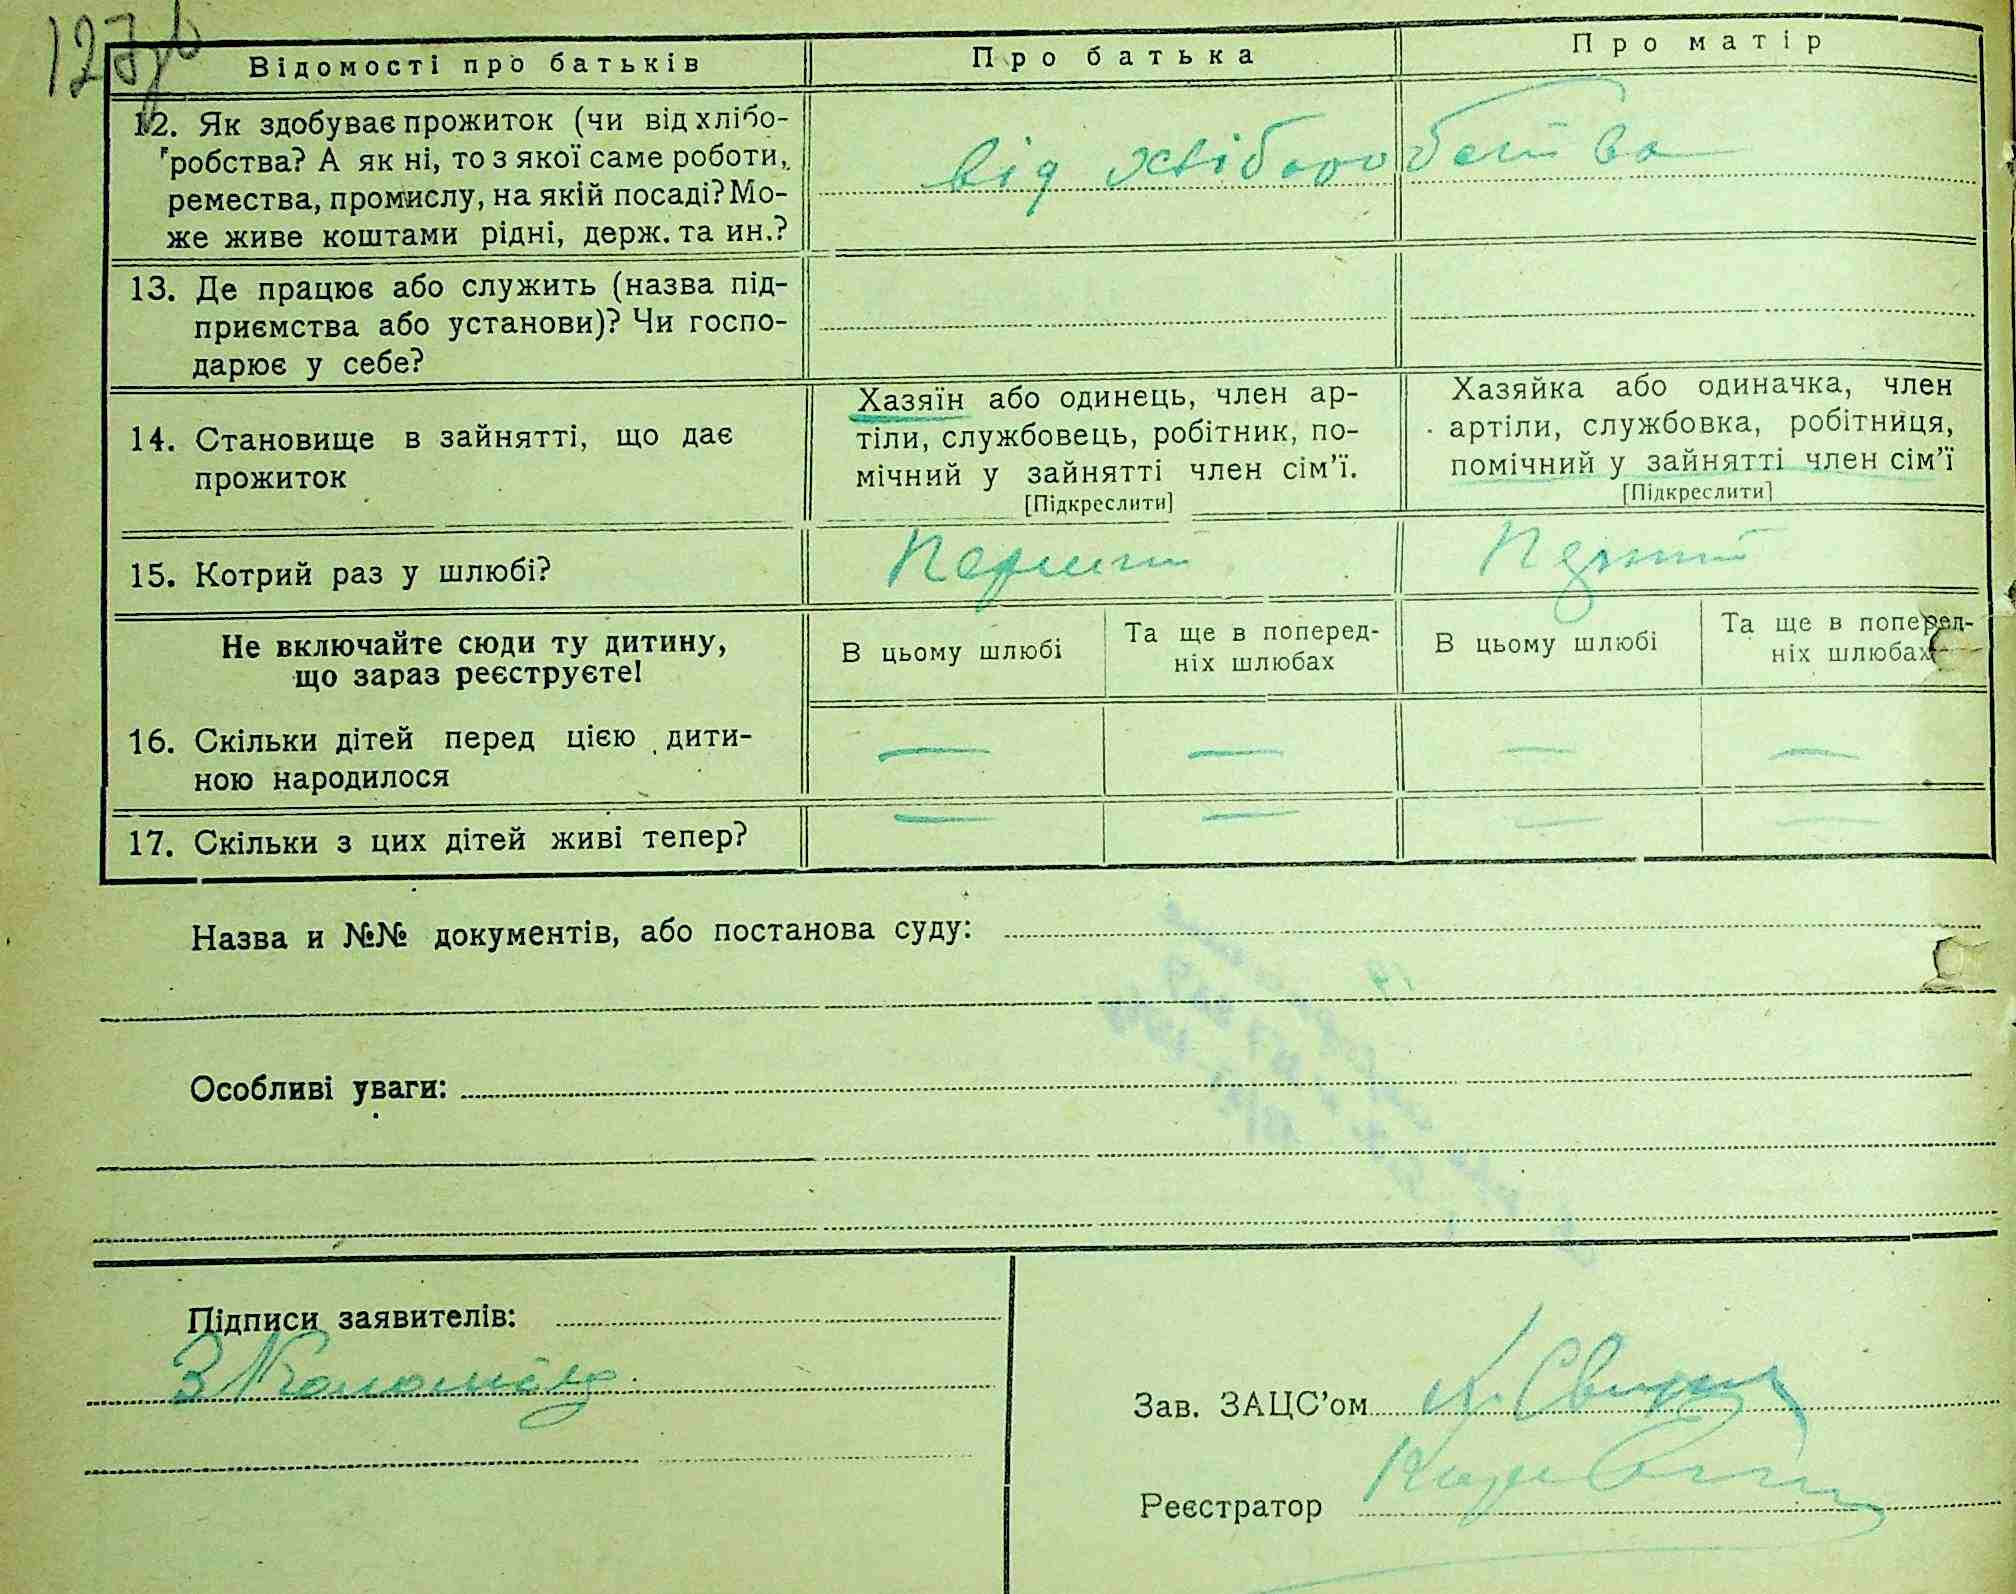 Відомості про батьків
Про батька
Про матір
12. Як здобуває прожиток (чи від хлібо-
робства? А як ні, то з якої саме роботи,
ремества, промислу, на якій посаді? Мо-
же живе коштами рідні, держ. та ин.?
від хліборобства
13. Де працює або служить (назва під-
приємства або установи)? Чи госпо-
дарює у себе?
14. Становище в зайнятті, що дає
прожиток
Хазяїн або одинець, член ар-
тіли, службовець, робітник, по-
мічний у зайнятті член сім'ї.
[Підкреслити]
Хазяйка або одиначка, член
артіли, службовка, робітниця,
помічний у зайнятті член сім'ї
[Підкреслити]
15. Котрий раз у шлюбі?
Перший
Перший
Не включайте сюди ту дитину,
що зараз реєструєте!
В цьому шлюбі
Та ще в поперед-
ніх шлюбах
В цьому шлюбі
Та ще в поперед-
ніх шлюбах
16. Скільки дітей перед цією дити-
ною народилося
— — — —
17. Скільки з цих дітей живі тепер?
— — — —
Назва и №№ документів, або постанова суду:
Особливі уваги:
Підписи заявителів:
Зав. ЗАЦС'ом
Реєстратор